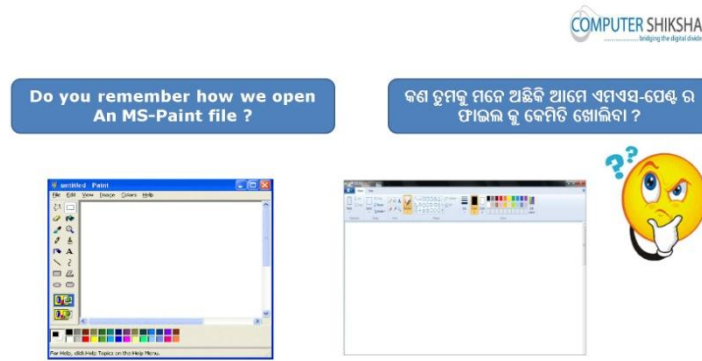 COMPUTER SHIKSHA
bridging the digital divide
Do you remember how we open
An MS-Paint file ?
କଣ ତୁମକୁ ମନେ ଅଛିକି ଆମେ ଏମଏସ-ପେଣ୍ଟ ର
ଫାଇଲ କୁ କେମିତି ଖୋଲିବା ?
??
untitled Paint
File Edit View Image Colors Help
A
For Help, click Help Topics on the Help Menu.